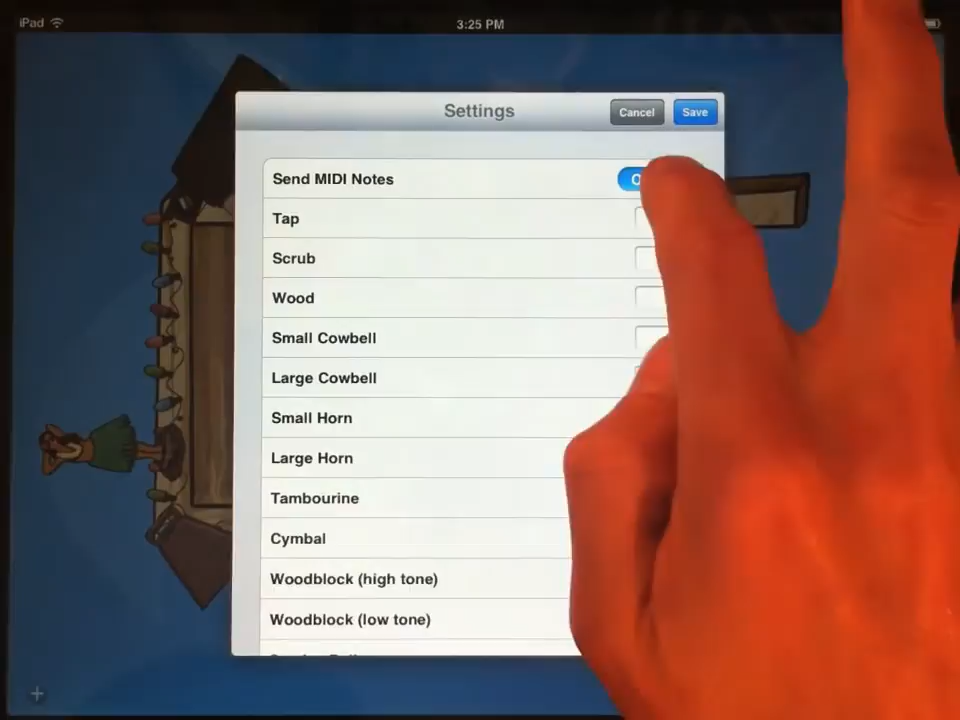 iPad
3:25 PM
Settings
Cancel
Save
Send MIDI Notes
Tap
Scrub
Wood
Small Cowbell
Large Cowbell
Small Horn
Large Horn
Tambourine
Cymbal
Woodblock (high tone)
Woodblock (low tone)